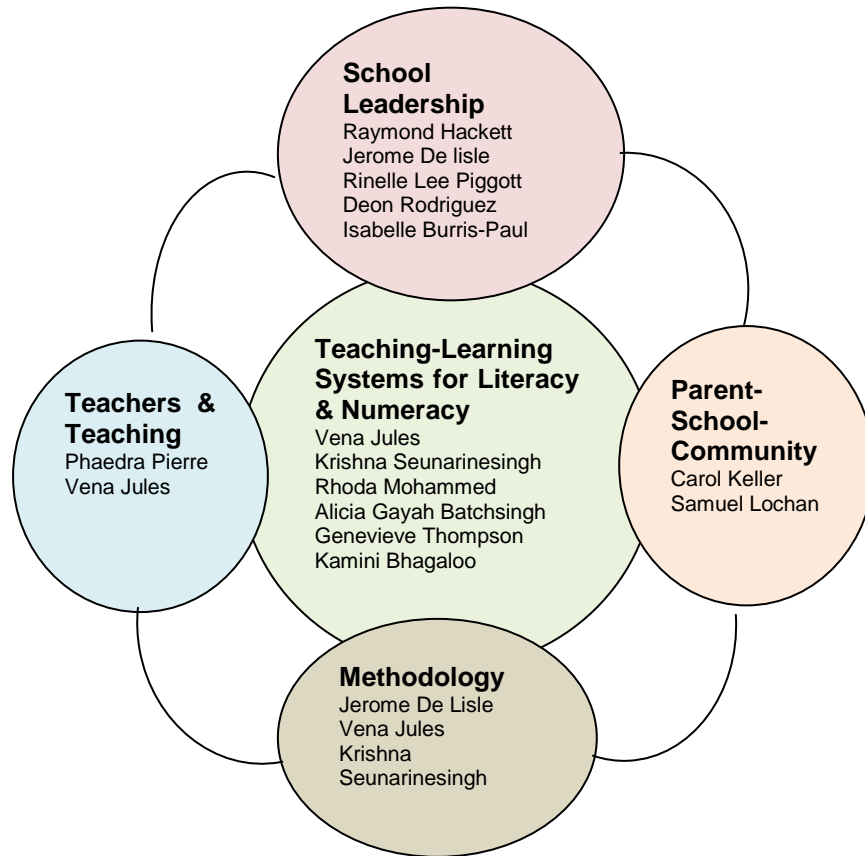 School
Leadership
Raymond Hackett
Jerome De lisle
Rinelle Lee Piggott
Deon Rodriguez
Isabelle Burris-Paul
Teaching-Learning
Systems for Literacy
& Numeracy
Vena Jules
Krishna Seunarinesingh
Rhoda Mohammed
Alicia Gayah Batchsingh
Genevieve Thompson
Kamini Bhagaloo
Teachers & 
Teaching
Phaedra Pierre
Vena Jules
Parent-
School-
Community
Carol Keller
Samuel Lochan
Methodology
Jerome De Lisle
Vena Jules
Krishna
Seunarinesingh